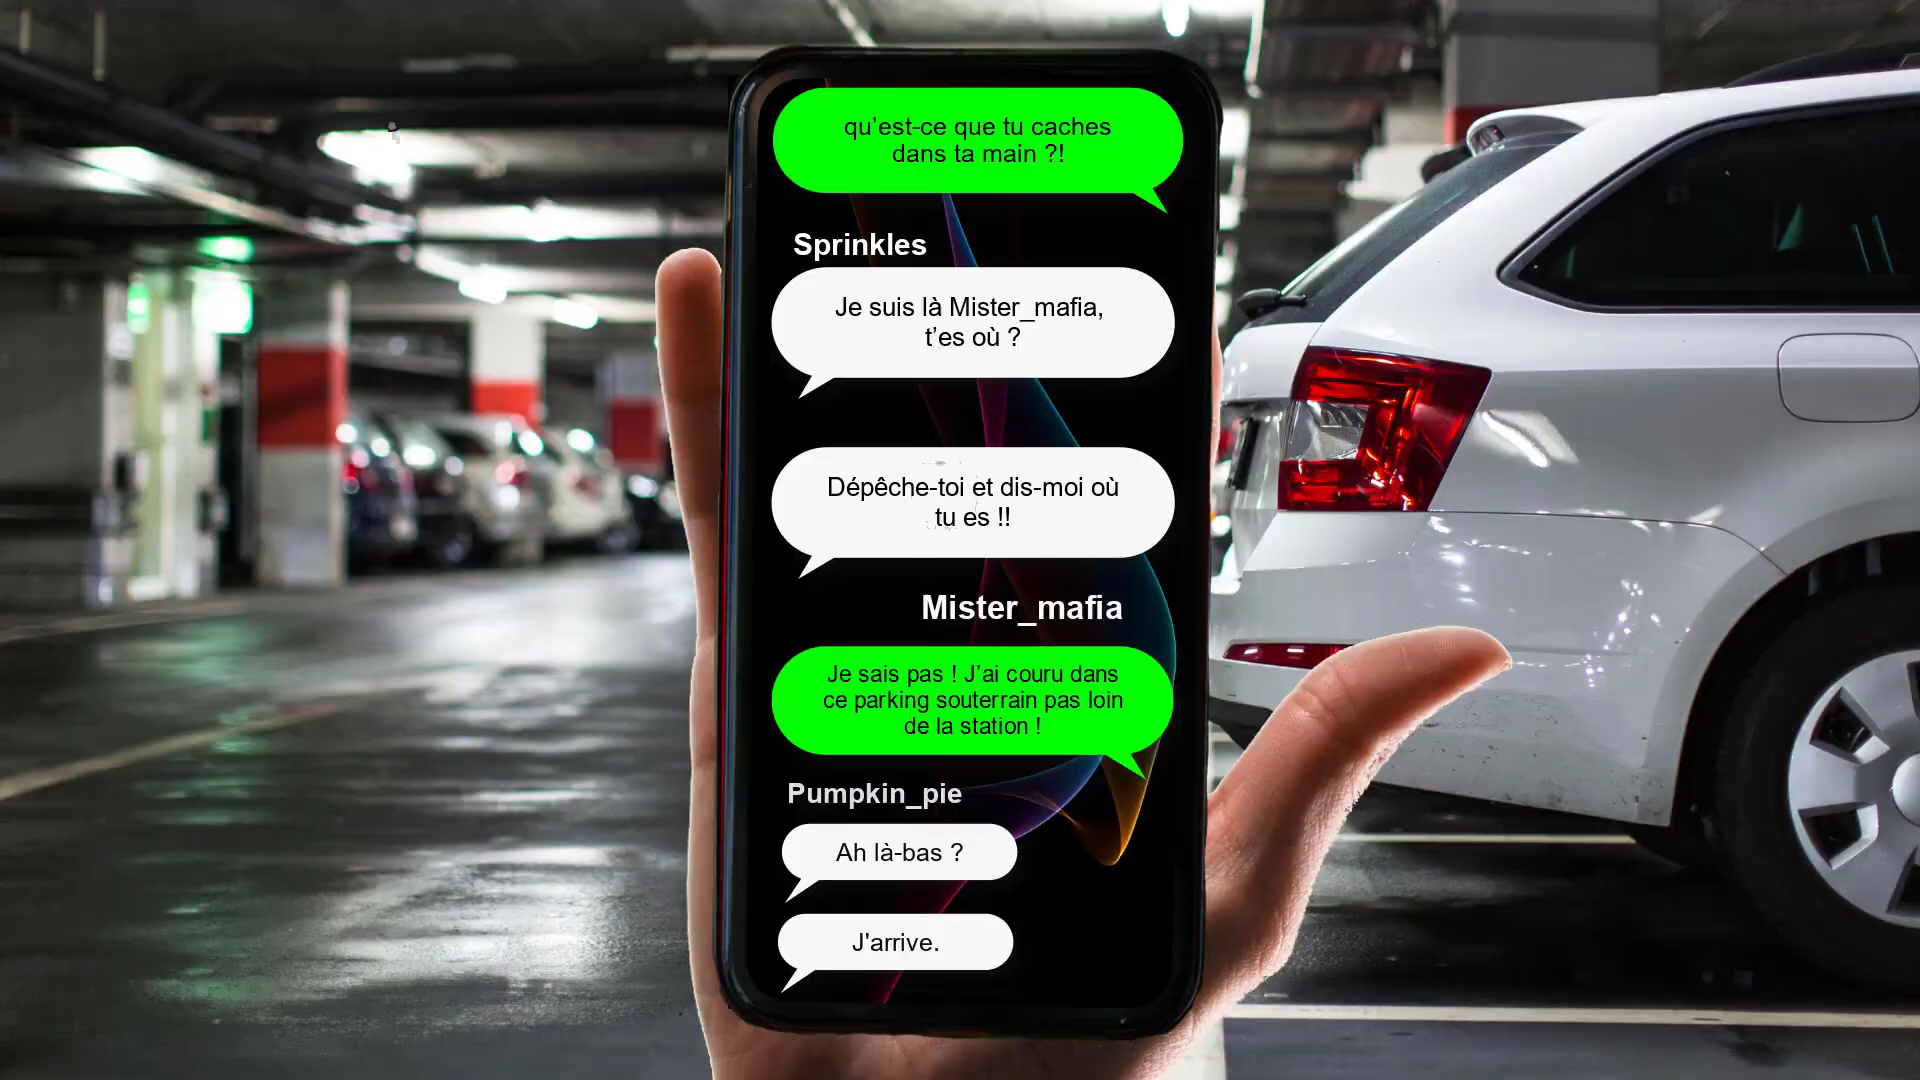 qu’est-ce que tu caches
dans ta main ?!
Sprinkles
Je suis là Mister_mafia,
t’es où ?
Dépêche-toi et dis-moi où
tu es !!
Mister_mafia
Je sais pas ! J’ai couru dans
ce parking souterrain pas loin
de la station !
Pumpkin_pie
Ah là-bas ?
J'arrive.